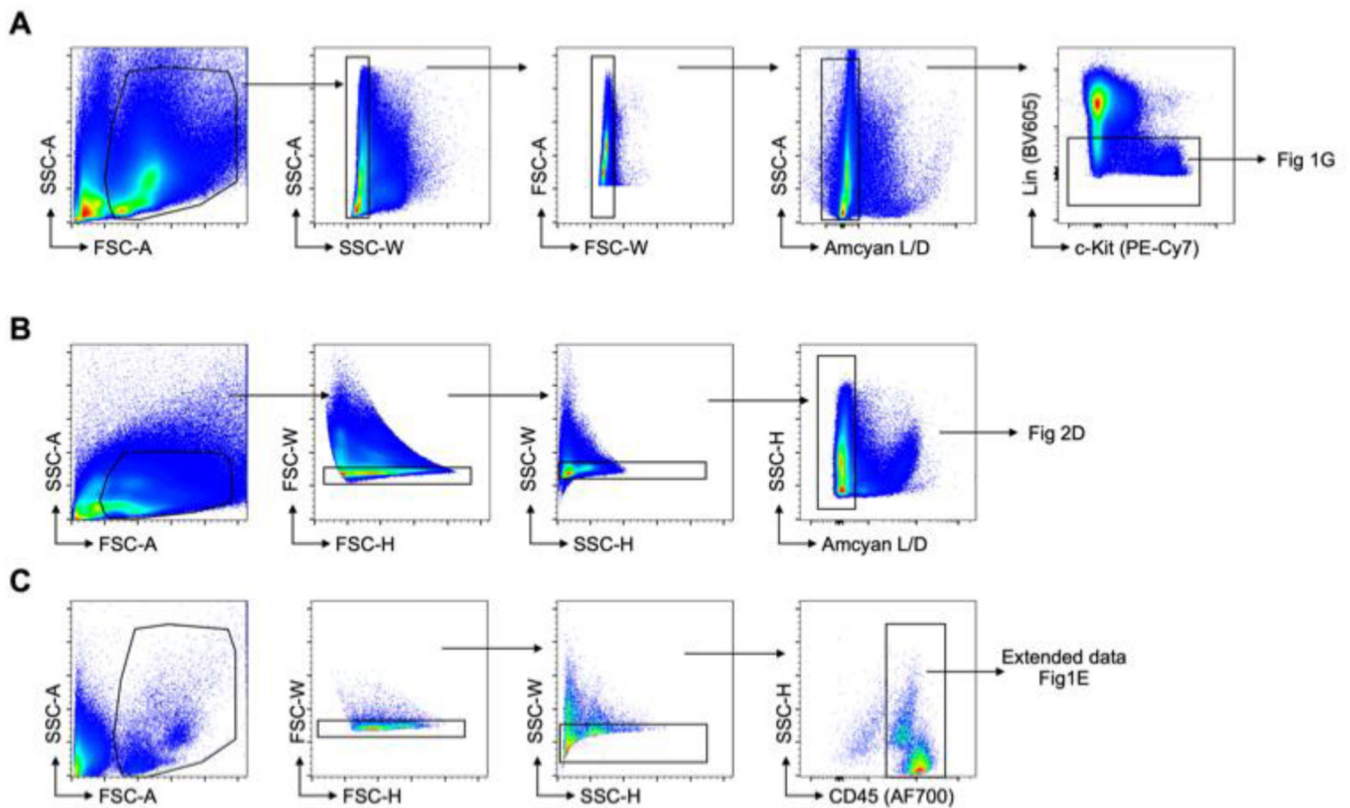 A
SSC-A
FSC-A
SSC-A
SSC-W
FSC-A
FSC-W
SSC-A
Amcyan L/D
Lin (BV605)
c-Kit (PE-Cy7)
Fig 1G
B
SSC-A
FSC-A
FSC-W
FSC-H
SSC-W
SSC-H
SSC-H
Amcyan L/D
Fig 2D
C
SSC-A
FSC-A
FSC-W
FSC-H
SSC-W
SSC-H
SSC-H
CD45 (AF700)
Extended data
Fig1E